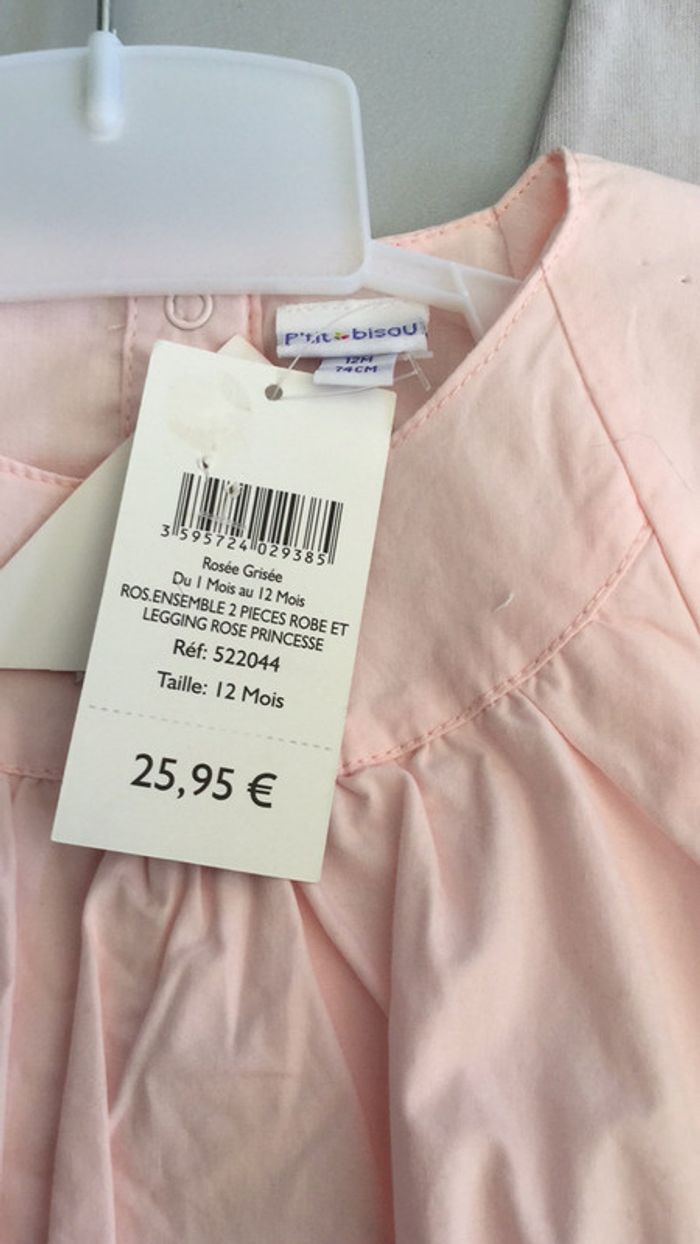 P'tit bisou
12M
74CM
3 595724 029385
Rosée Grisée
Du 1 Mois au 12 Mois
ROS.ENSEMBLE 2 PIECES ROBE ET
LEGGING ROSE PRINCESSE
Réf: 522044
Taille: 12 Mois
25,95 €